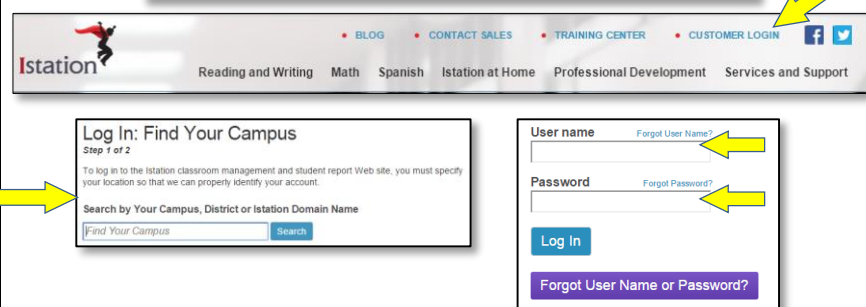 • BLOG • CONTACT SALES • TRAINING CENTER • CUSTOMER LOGIN
Istation
Reading and Writing Math Spanish Istation at Home Professional Development Services and Support
Log In: Find Your Campus
Step 1 of 2
To log in to the Istation classroom management and student report Web site, you must specify
your location so that we can properly identify your account.
Search by Your Campus, District or Istation Domain Name
Find Your Campus Search
User name Forgot User Name?
Password Forgot Password?
Log In
Forgot User Name or Password?